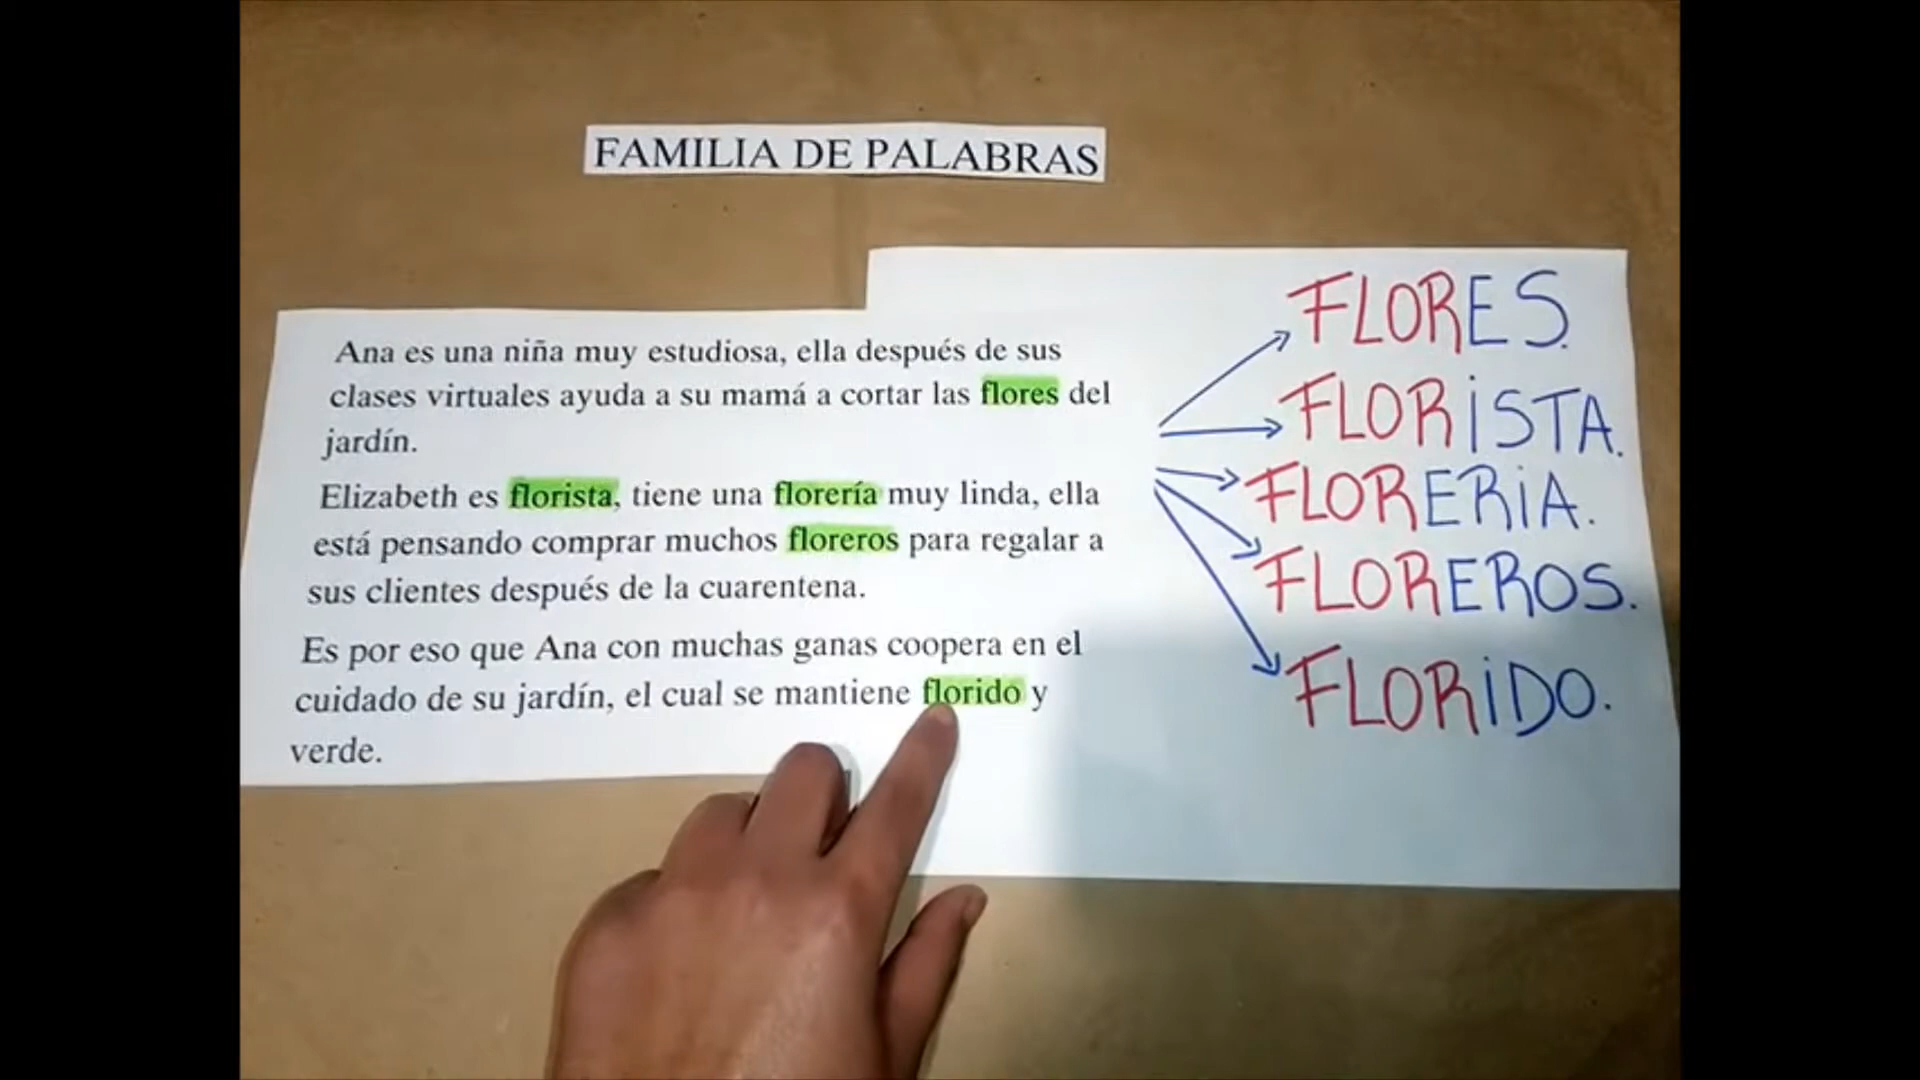 FAMILIA DE PALABRAS
Ana es una niña muy estudiosa, ella después de sus
clases virtuales ayuda a su mamá a cortar las flores del
jardín.
Elizabeth es florista, tiene una florería muy linda, ella
está pensando comprar muchos floreros para regalar a
sus clientes después de la cuarentena.
Es por eso que Ana con muchas ganas coopera en el
cuidado de su jardín, el cual se mantiene florido y
verde.
FLORES.
FLORiSTA.
FLORERiA.
FLOREROS.
FLORiDO.